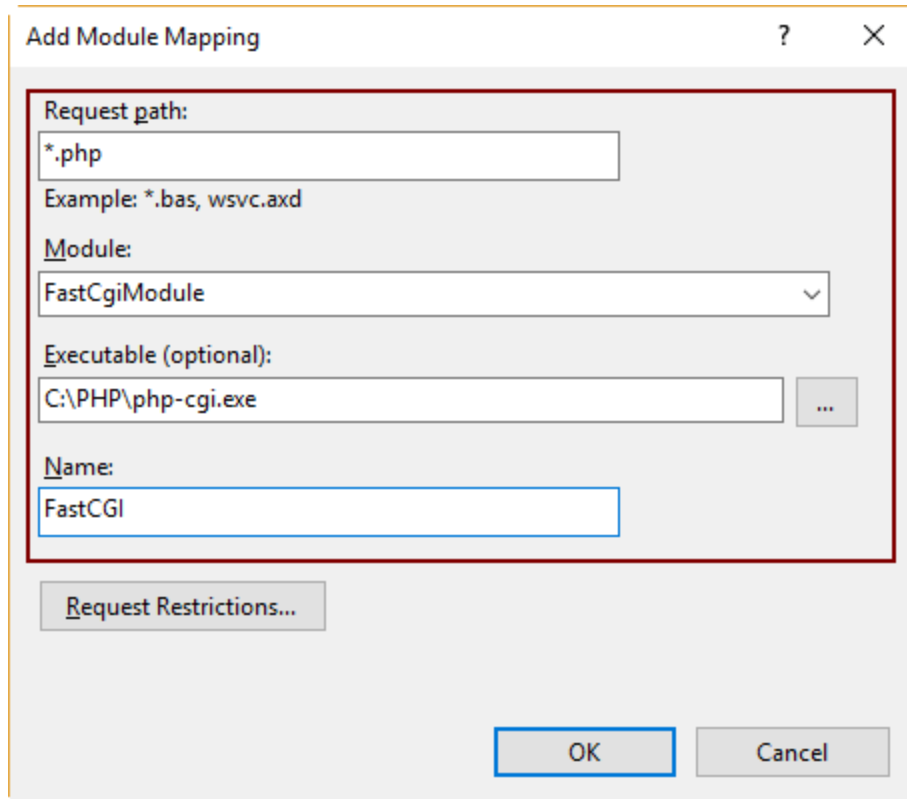 Add Module Mapping
?
Request path:
*.php
Example: *.bas, wsvc.axd
Module:
FastCgiModule
Executable (optional):
C:\PHP\php-cgi.exe
...
Name:
FastCGI
Request Restrictions...
OK
Cancel